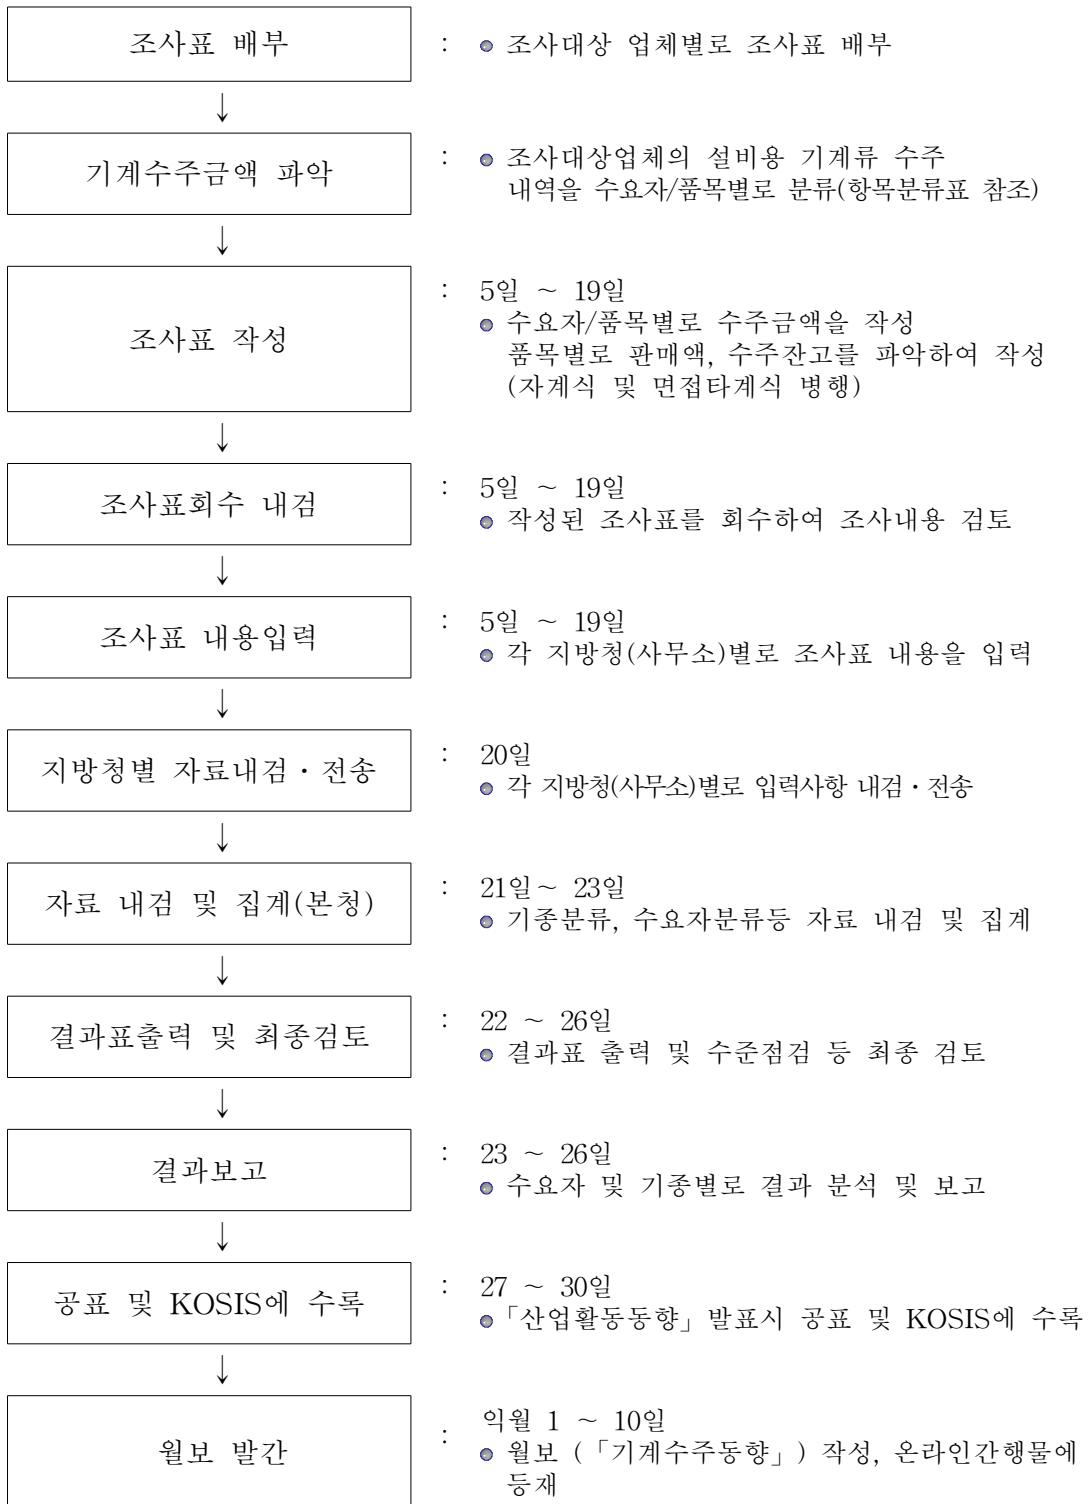 조사표 배부 : 조사대상 업체별로 조사표 배부
↓
기계수주금액 파악 : 조사대상업체의 설비용 기계류 수주
내역을 수요자/품목별로 분류(항목분류표 참조)
↓
조사표 작성 : 5일 ~ 19일
수요자/품목별로 수주금액을 작성
품목별로 판매액, 수주잔고를 파악하여 작성
(자계식 및 면접타계식 병행)
↓
조사표회수 내검 : 5일 ~ 19일
작성된 조사표를 회수하여 조사내용 검토
↓
조사표 내용입력 : 5일 ~ 19일
각 지방청(사무소)별로 조사표 내용을 입력
↓
지방청별 자료내검·전송 : 20일
각 지방청(사무소)별로 입력사항 내검·전송
↓
자료 내검 및 집계(본청) : 21일~ 23일
기종분류, 수요자분류등 자료 내검 및 집계
↓
결과표출력 및 최종검토 : 22 ~ 26일
결과표 출력 및 수준점검 등 최종 검토
↓
결과보고 : 23 ~ 26일
수요자 및 기종별로 결과 분석 및 보고
↓
공표 및 KOSIS에 수록 : 27 ~ 30일
「산업활동동향」발표시 공표 및 KOSIS에 수록
↓
월보 발간 : 익월 1 ~ 10일
월보 (「기계수주동향」) 작성, 온라인간행물에
등재